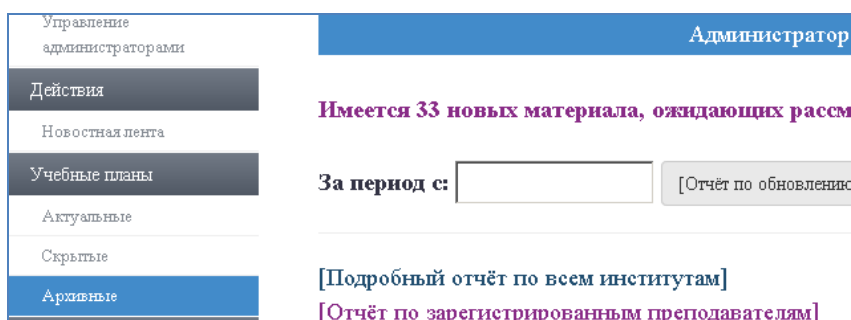 Управление
администраторами
Действия
Новостная лента
Учебные планы
Актуальные
Скрытые
Архивные
Администратор
Имеется 33 новых материала, ожидающих рассм
За период с:
[Отчёт по обновлению
[Подробный отчёт по всем институтам]
[Отчёт по зарегистрированным преподавателям]